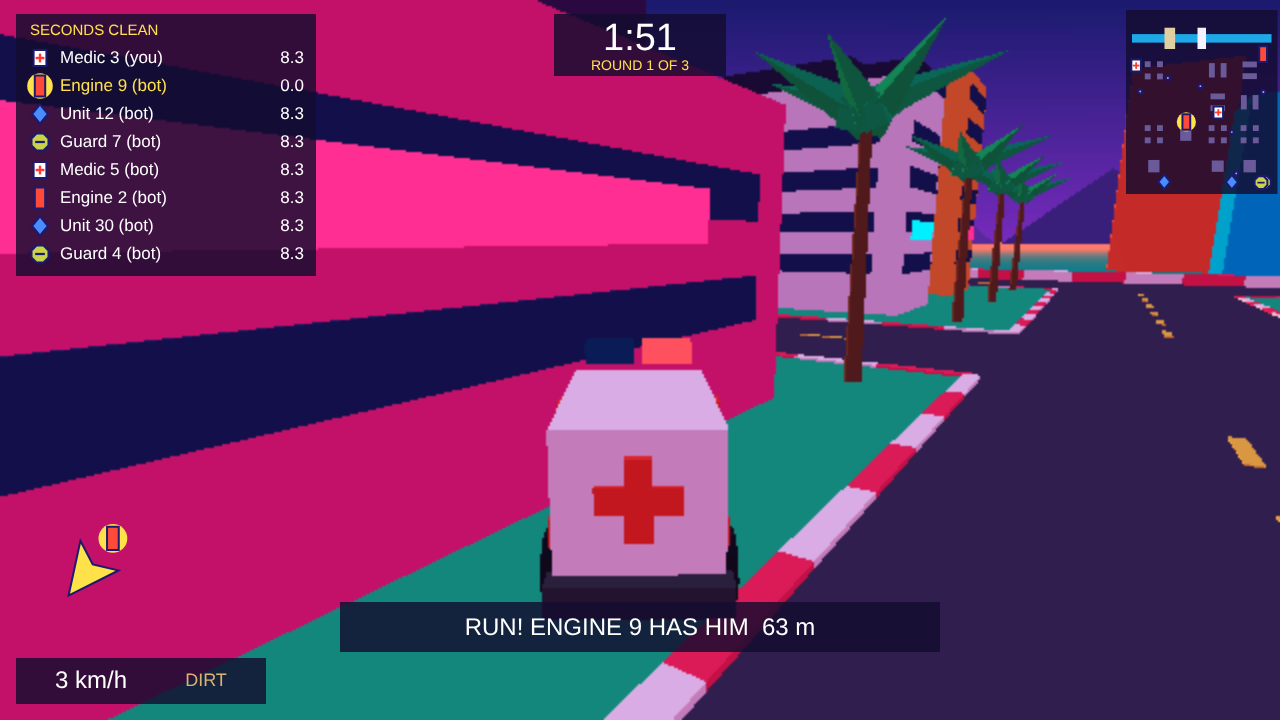 SECONDS CLEAN
Medic 3 (you) 8.3
Engine 9 (bot) 0.0
Unit 12 (bot) 8.3
Guard 7 (bot) 8.3
Medic 5 (bot) 8.3
Engine 2 (bot) 8.3
Unit 30 (bot) 8.3
Guard 4 (bot) 8.3
1:51
ROUND 1 OF 3
RUN! ENGINE 9 HAS HIM 63 m
3 km/h DIRT